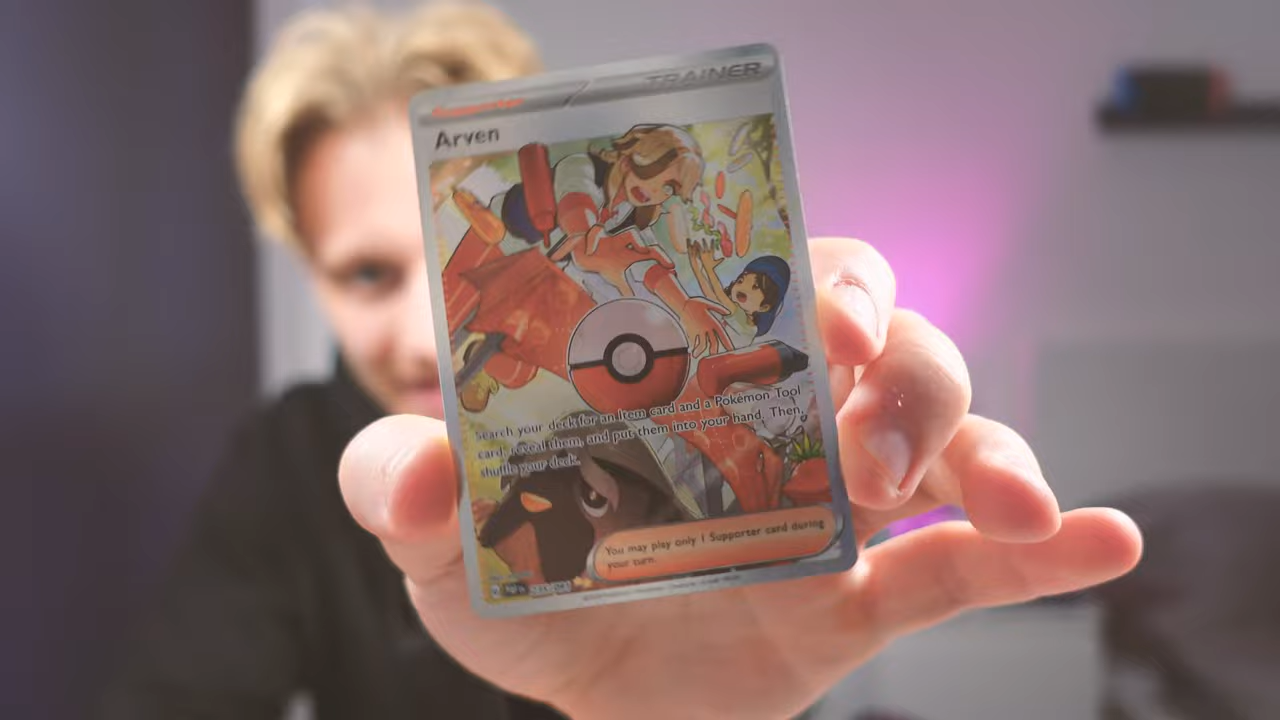 Supporter
TRAINER
Arven
Search your deck for an Item card and a Pokémon Tool
card, reveal them, and put them into your hand. Then,
shuffle your deck.
You may play only 1 Supporter card during
your turn.